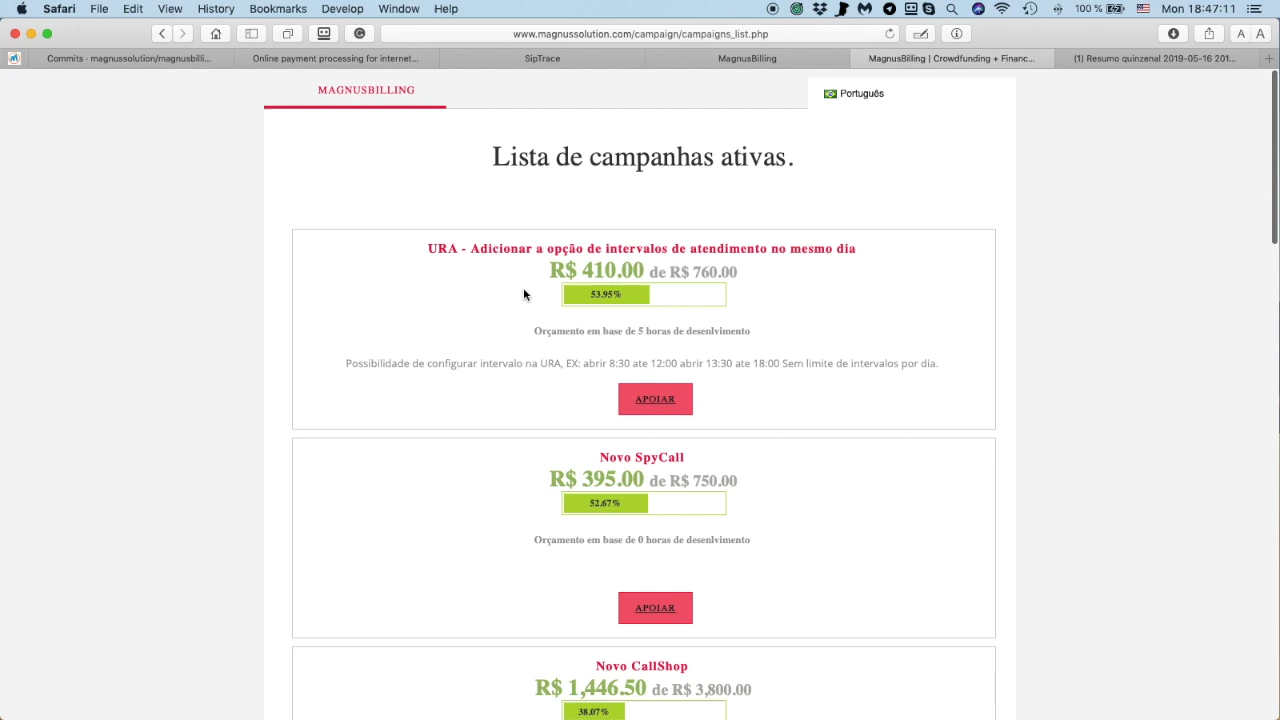 Safari File Edit View History Bookmarks Window Help
18:47:11
www.magnussolution.com/campaign/campaigns_list.php
A A
Commits - magnussolution/magnusbilli...
Online payment processing for internet...
SipTrace
MagnusBilling
MagnusBilling | Crowdfunding + Financ...
(1) Resumo quinzenal 2019-05-16 201...
MAGNUSBILLING
Português
Lista de campanhas ativas.
URA - Adicionar a opção de intervalos de atendimento no mesmo dia
R$ 410.00 de R$ 760.00
53.95%
Orçamento em base de 5 horas de desenlvimento
Possibilidade de configurar intervalo na URA, EX: abrir 8:30 ate 12:00 abrir 13:30 ate 18:00 Sem limite de intervalos por dia.
APOIAR
Novo SpyCall
R$ 395.00 de R$ 750.00
52.67%
Orçamento em base de 0 horas de desenlvimento
APOIAR
Novo CallShop
R$ 1,446.50 de R$ 3,800.00
38.07%